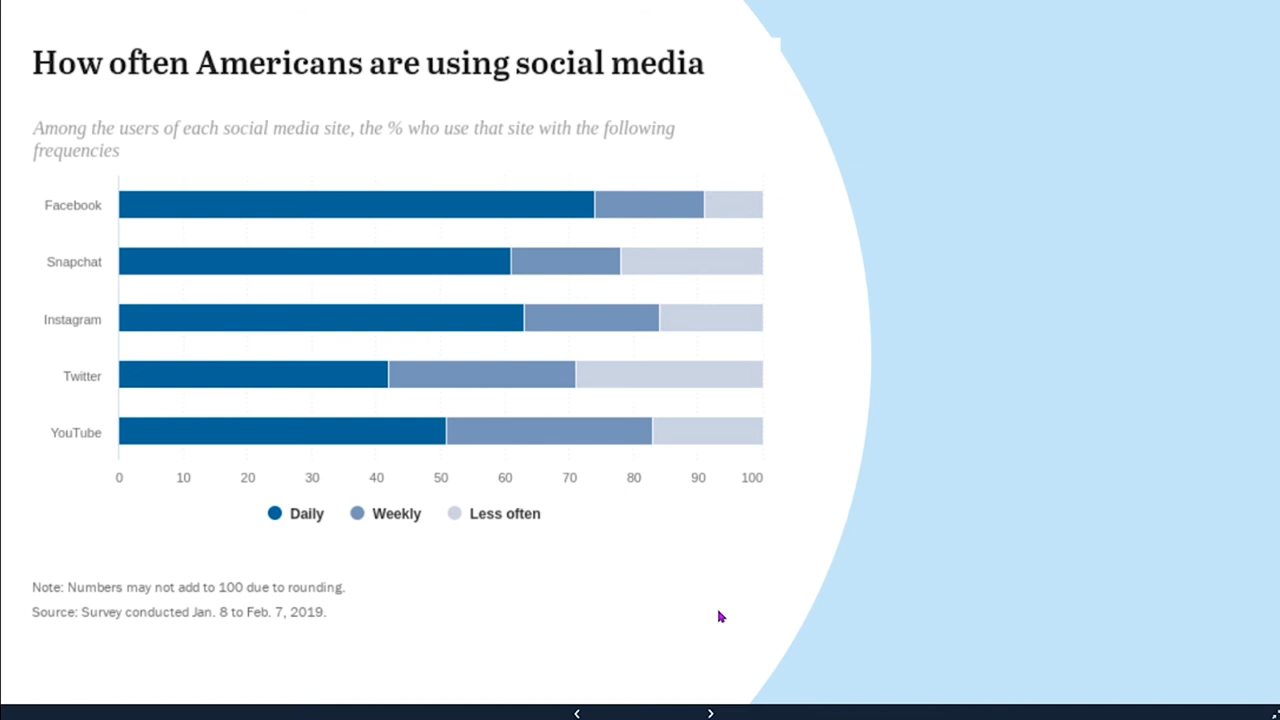 How often Americans are using social media
Among the users of each social media site, the % who use that site with the following
frequencies
Facebook
Snapchat
Instagram
Twitter
YouTube
0 10 20 30 40 50 60 70 80 90 100
Daily Weekly Less often
Note: Numbers may not add to 100 due to rounding.
Source: Survey conducted Jan. 8 to Feb. 7, 2019.